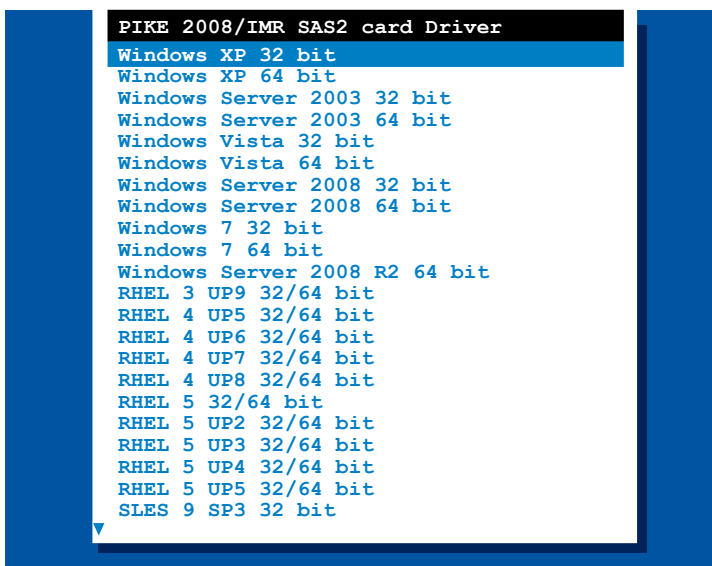 PIKE 2008/IMR SAS2 card Driver
Windows XP 32 bit
Windows XP 64 bit
Windows Server 2003 32 bit
Windows Server 2003 64 bit
Windows Vista 32 bit
Windows Vista 64 bit
Windows Server 2008 32 bit
Windows Server 2008 64 bit
Windows 7 32 bit
Windows 7 64 bit
Windows Server 2008 R2 64 bit
RHEL 3 UP9 32/64 bit
RHEL 4 UP5 32/64 bit
RHEL 4 UP6 32/64 bit
RHEL 4 UP7 32/64 bit
RHEL 4 UP8 32/64 bit
RHEL 5 32/64 bit
RHEL 5 UP2 32/64 bit
RHEL 5 UP3 32/64 bit
RHEL 5 UP4 32/64 bit
RHEL 5 UP5 32/64 bit
SLES 9 SP3 32 bit